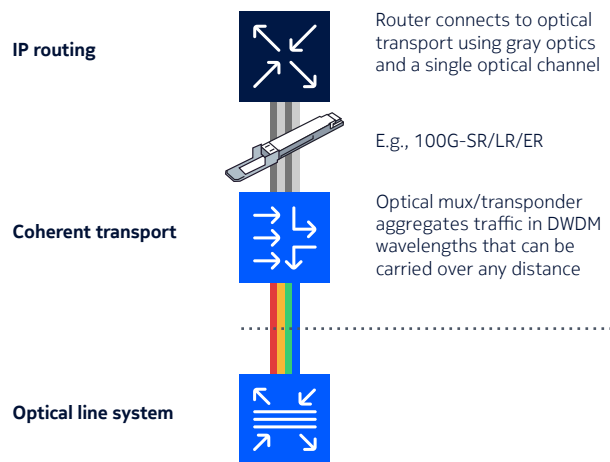 IP routing
Router connects to optical
transport using gray optics
and a single optical channel
E.g., 100G-SR/LR/ER
Coherent transport
Optical mux/transponder
aggregates traffic in DWDM
wavelengths that can be
carried over any distance
Optical line system